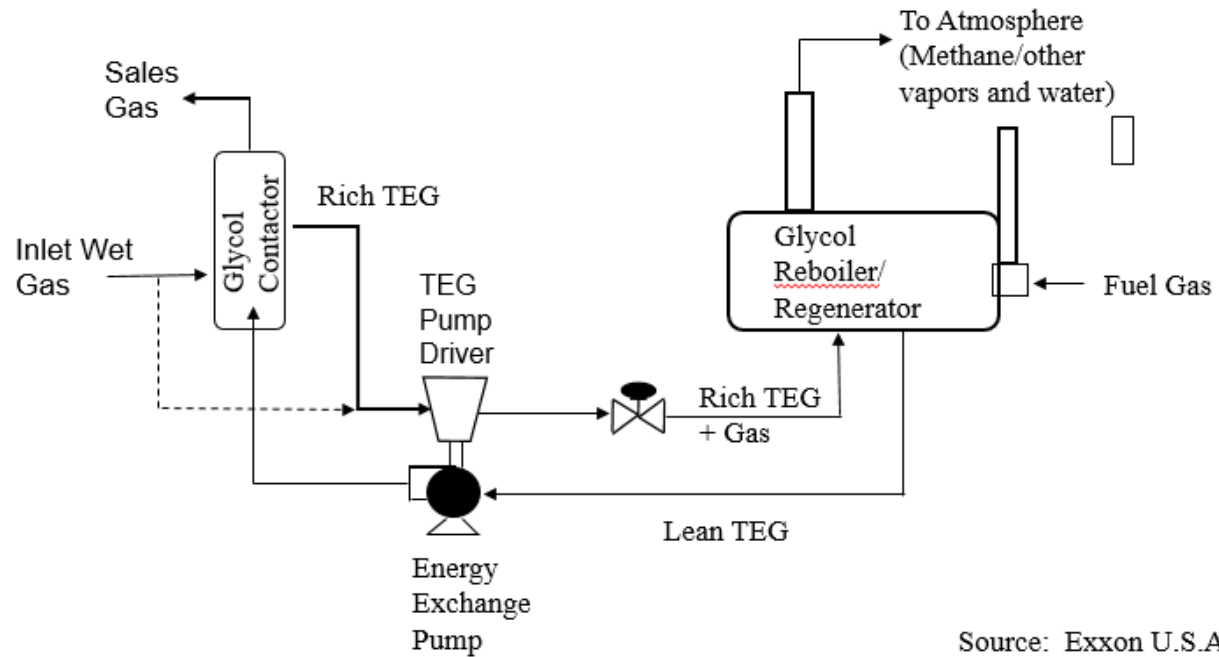 To Atmosphere
(Methane/other
vapors and water)
Sales
Gas
Glycol
Contactor
Rich TEG
Inlet Wet
Gas
TEG
Pump
Driver
Glycol
Reboiler/
Regenerator
Fuel Gas
Rich TEG
+ Gas
Lean TEG
Energy
Exchange
Pump
Source: Exxon U.S.A